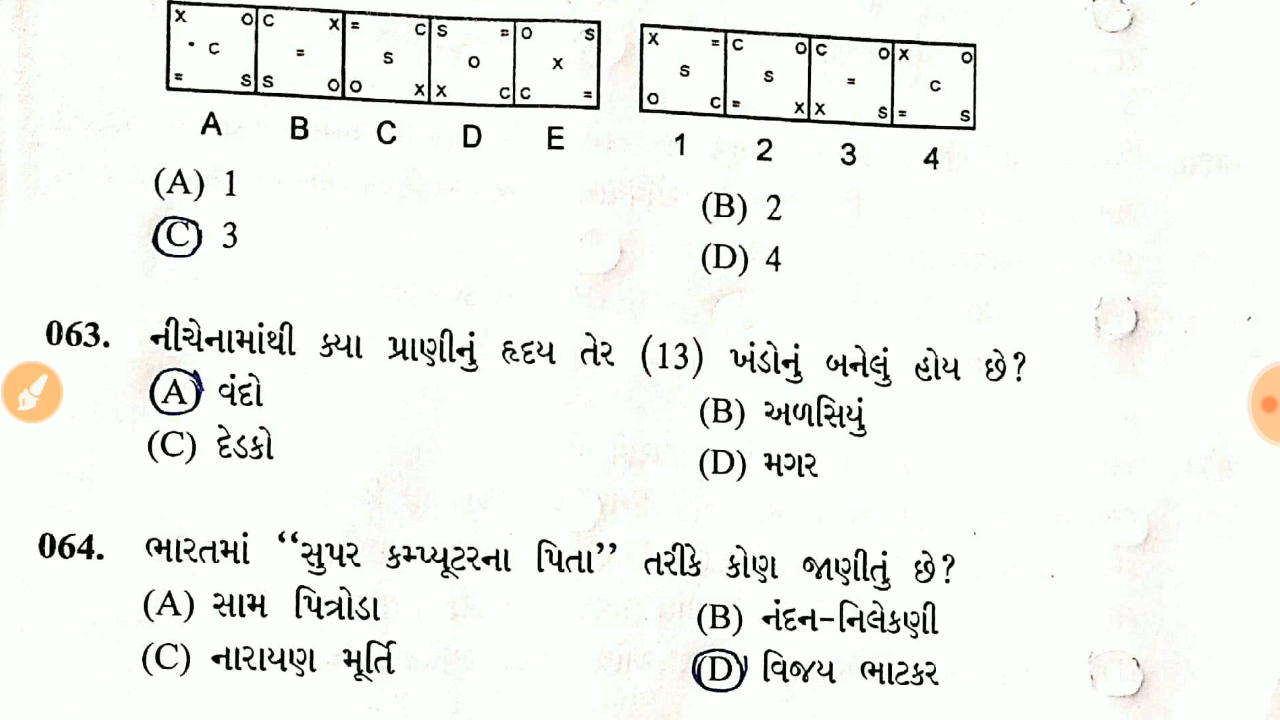 X O C X = C S = O S X = C O C O X O
C = S O X S S = C
= S S O O X X C C = O C = X X S = S
A B C D E 1 2 3 4
(A) 1 (B) 2
(C) 3 (D) 4
063. નીચેનામાંથી ક્યા પ્રાણીનું હૃદય તેર (13) ખંડોનું બનેલું હોય છે?
(A) વંદો (B) અળસિયું
(C) દેડકો (D) મગર
064. ભારતમાં “સુપર કમ્પ્યૂટરના પિતા” તરીકે કોણ જાણીતું છે?
(A) સામ પિત્રોડા (B) નંદન-નિલેકણી
(C) નારાયણ મૂર્તિ (D) વિજય ભાટકર